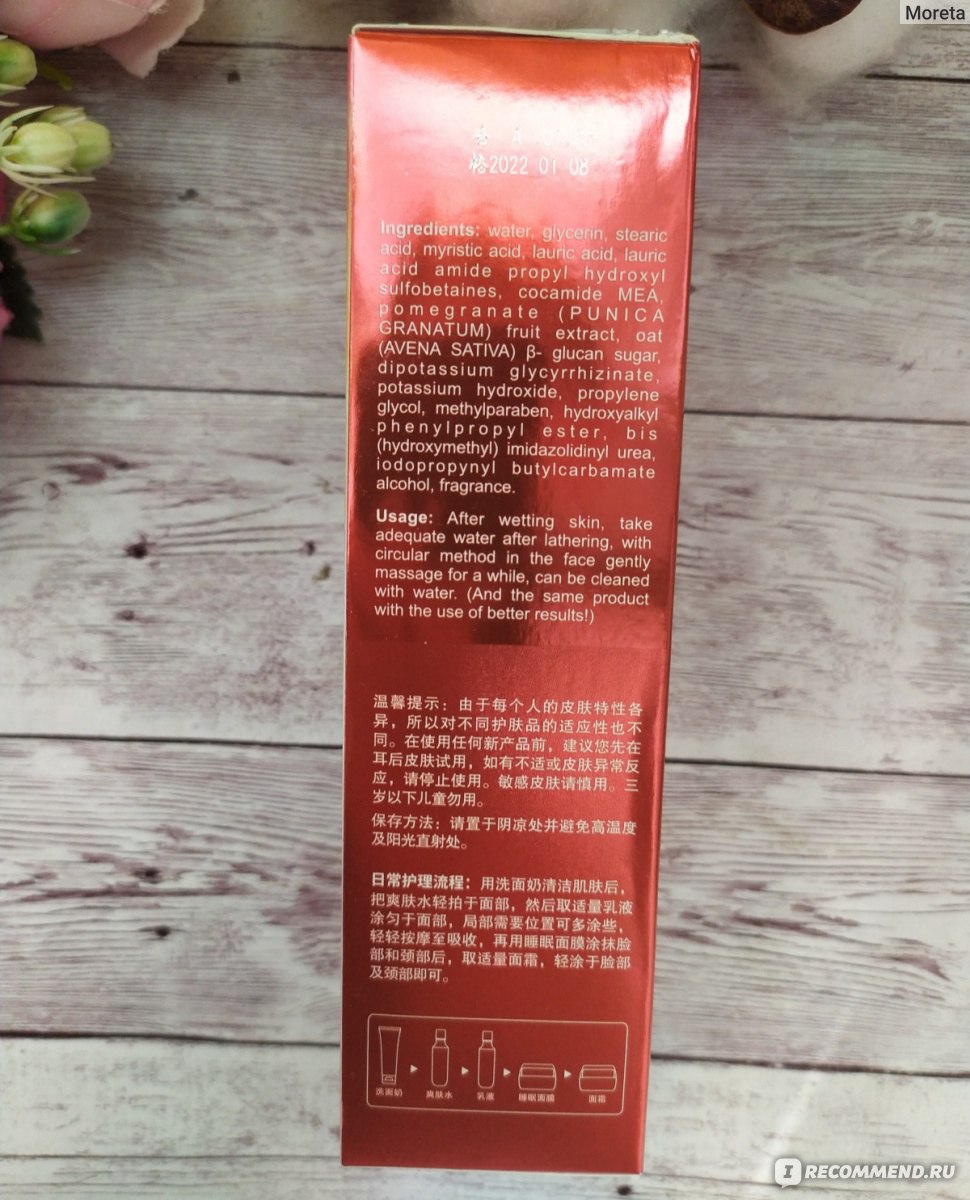 Moreta
2022 01 08
Ingredients: water, glycerin, stearic
acid, myristic acid, lauric acid, lauric
acid amide propyl hydroxyl
sulfobetaines, cocamide MEA,
pomegranate (PUNICA
GRANATUM) fruit extract, oat
(AVENA SATIVA) β- glucan sugar,
dipotassium glycyrrhizinate,
potassium hydroxide, propylene
glycol, methylparaben, hydroxyalkyl
phenylpropyl ester, bis
(hydroxymethyl) imidazolidinyl urea,
iodopropynyl butylcarbamate
alcohol, fragrance.
Usage: After wetting skin, take
adequate water after lathering, with
circular method in the face gently
massage for a while, can be cleaned
with water. (And the same product
with the use of better results!)
温馨提示：由于每个人的皮肤特性各
异，所以对不同护肤品的适应性也不
同。在使用任何新产品前，建议您先在
耳后皮肤试用，如有不适或皮肤异常反
应，请停止使用。敏感皮肤请慎用。三
岁以下儿童勿用。
保存方法：请置于阴凉处并避免高温度
及阳光直射处。
日常护理流程：用洗面奶清洁肌肤后，
把爽肤水轻拍于面部，然后取适量乳液
涂匀于面部，局部需要位置可多涂些，
轻轻按摩至吸收，再用睡眠面膜涂抹脸
部和颈部后，取适量面霜，轻涂于脸部
及颈部即可。
洗面奶 爽肤水 乳液 睡眠面膜 面霜
IRECOMMEND.RU